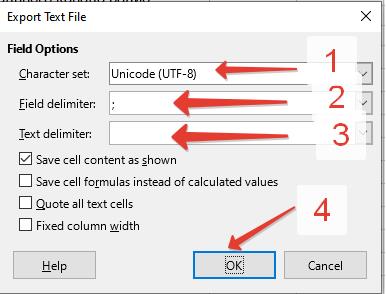 Export Text File
Field Options
Character set: Unicode (UTF-8) 1
Field delimiter: ; 2
Text delimiter: 3
Save cell content as shown
Save cell formulas instead of calculated values
Quote all text cells
Fixed column width
4
Help OK Cancel